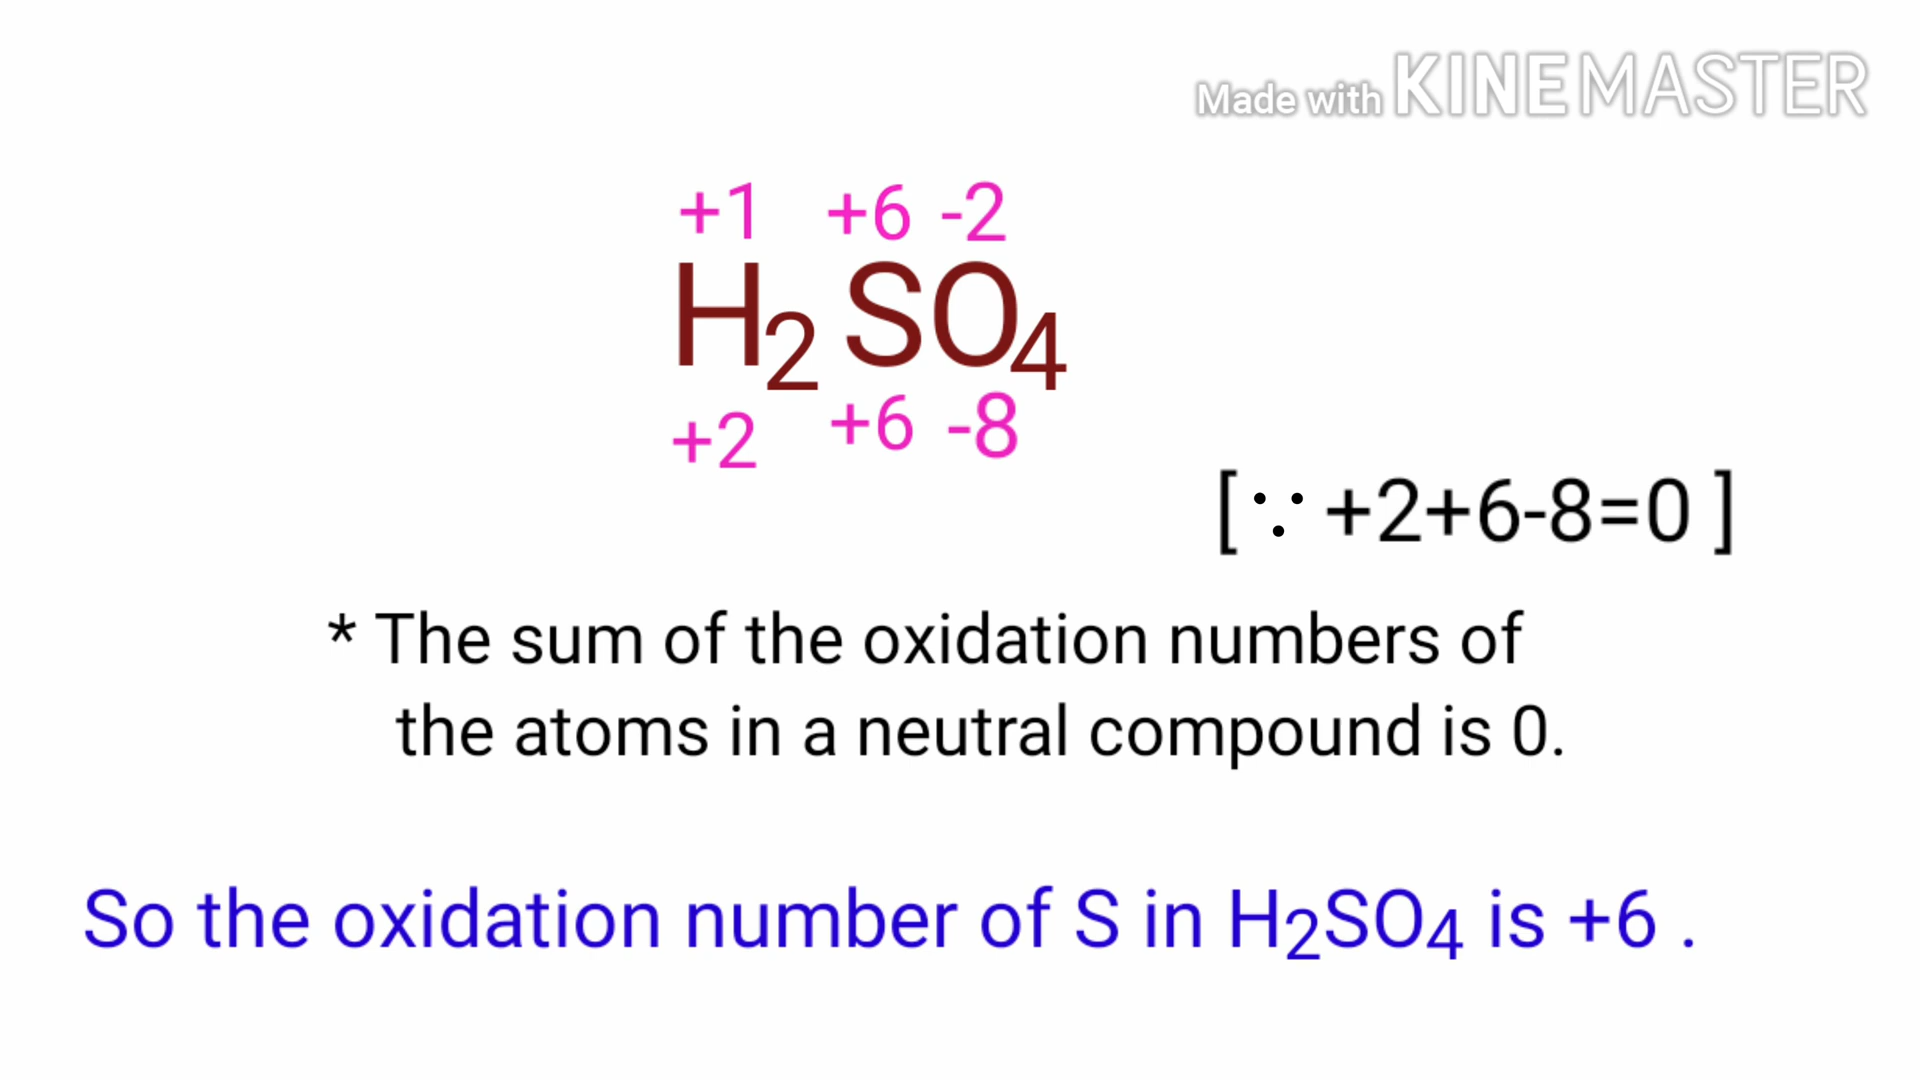 Made with KINEMASTER
+1 +6 -2
H₂ SO₄
+2 +6 -8
[ ∵ +2+6-8=0 ]
* The sum of the oxidation numbers of
the atoms in a neutral compound is 0.
So the oxidation number of S in H₂SO₄ is +6 .